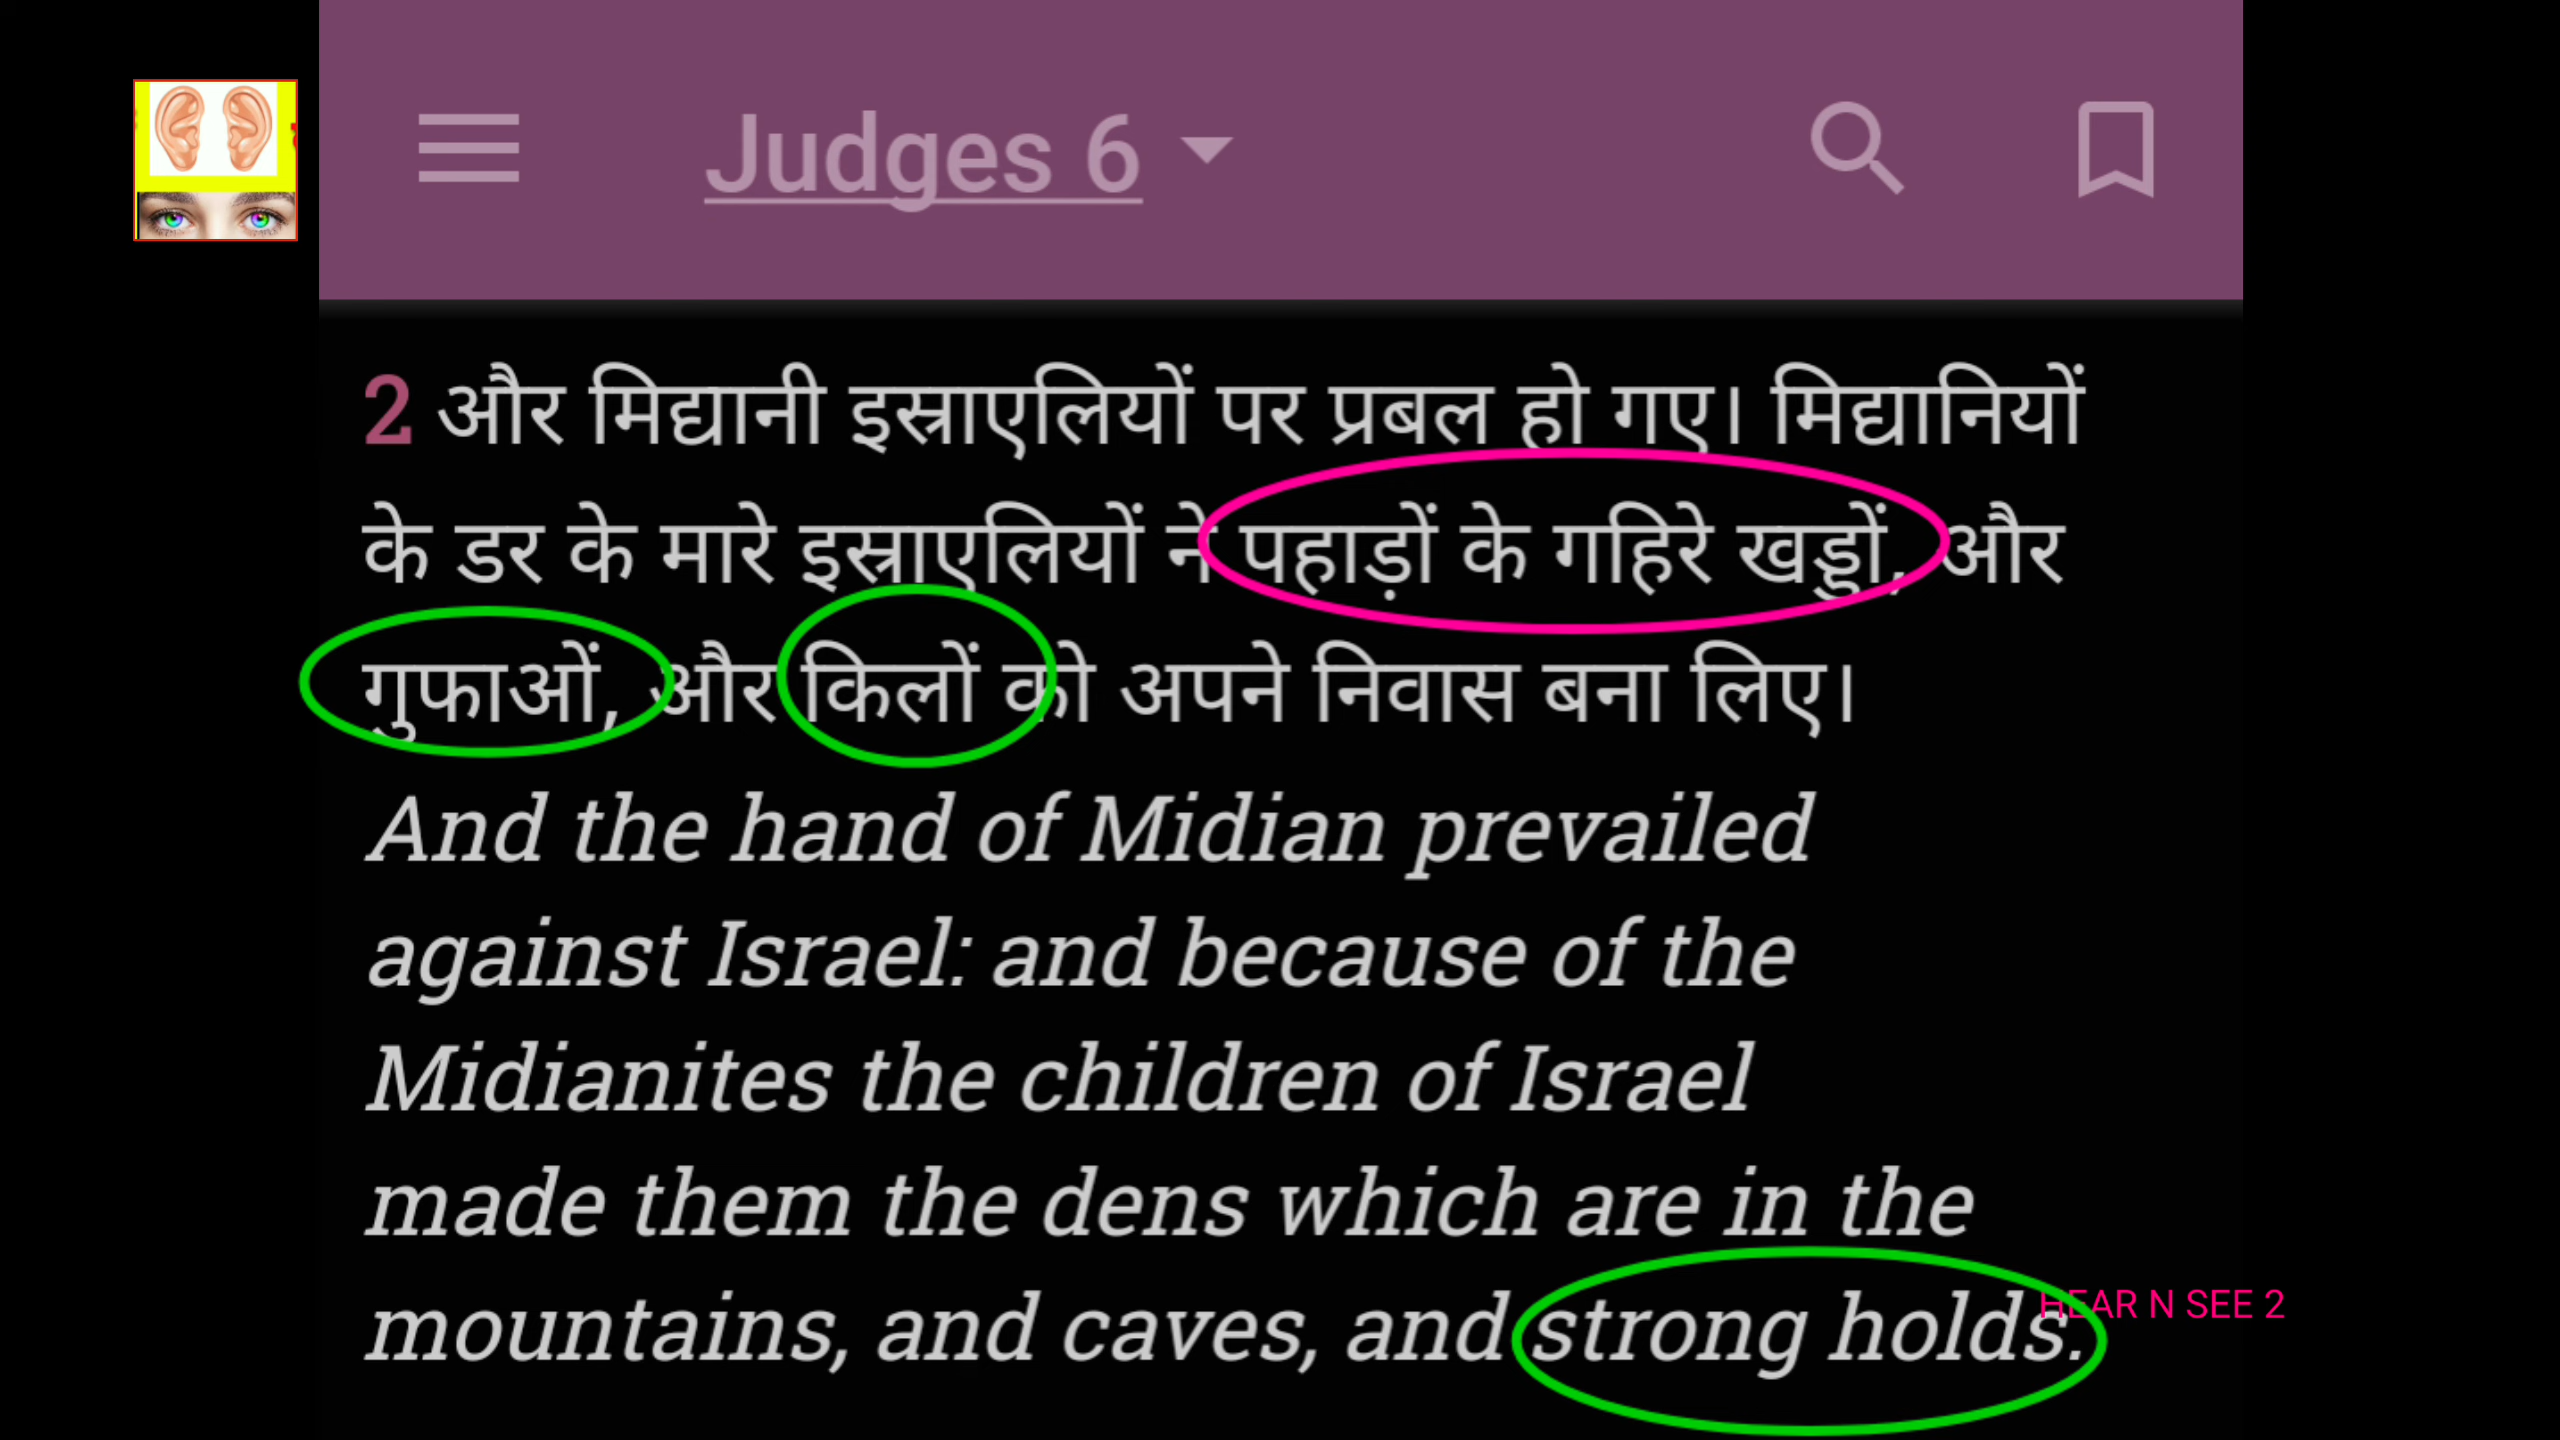 Judges 6
2 और मिद्यानी इस्राएलियों पर प्रबल हो गए। मिद्यानियों
के डर के मारे इस्राएलियों ने पहाड़ों के गहिरे खड्डों, और
गुफाओं, और किलों को अपने निवास बना लिए।
And the hand of Midian prevailed
against Israel: and because of the
Midianites the children of Israel
made them the dens which are in the
mountains, and caves, and strong holds.
HEAR N SEE 2